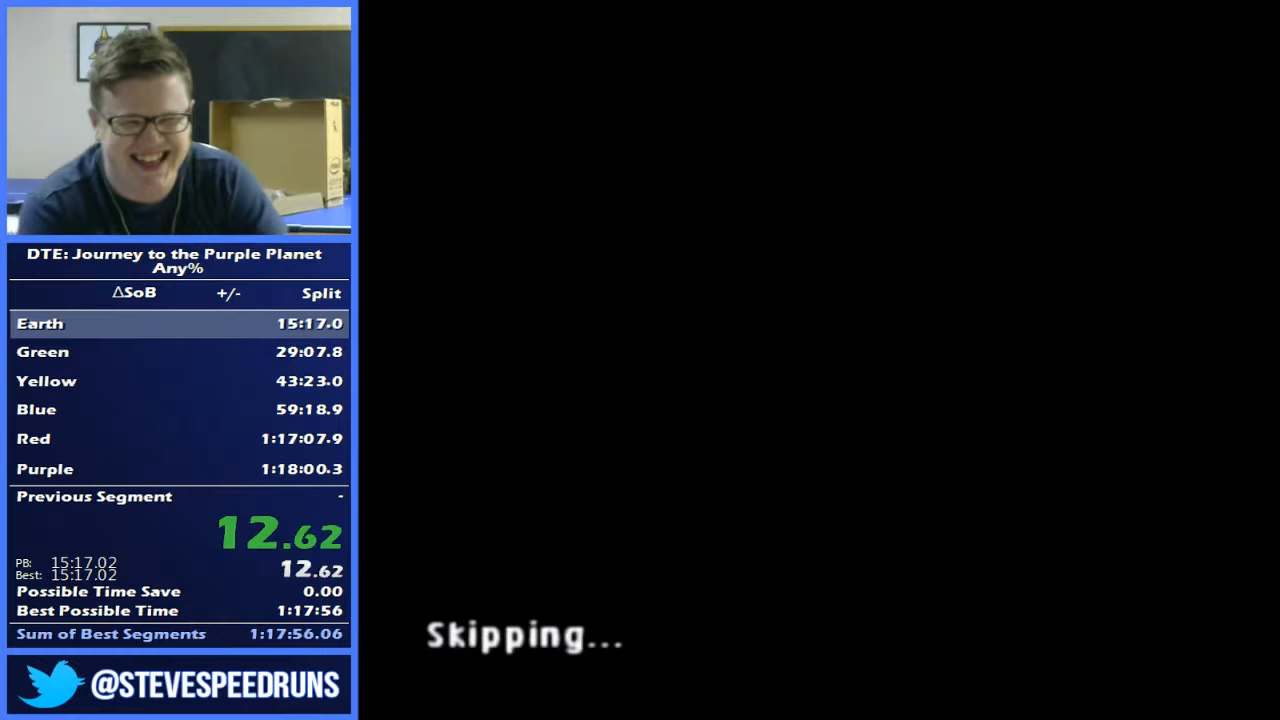 DTE: Journey to the Purple Planet
Any%
ΔSoB +/- Split
Earth 15:17.0
Green 29:07.8
Yellow 43:23.0
Blue 59:18.9
Red 1:17:07.9
Purple 1:18:00.3
Previous Segment -
12.62
PB: 15:17.02
Best: 15:17.02
12.62
Possible Time Save 0.00
Best Possible Time 1:17:56
Sum of Best Segments 1:17:56.06
@STEVESPEEDRUNS
Skipping...